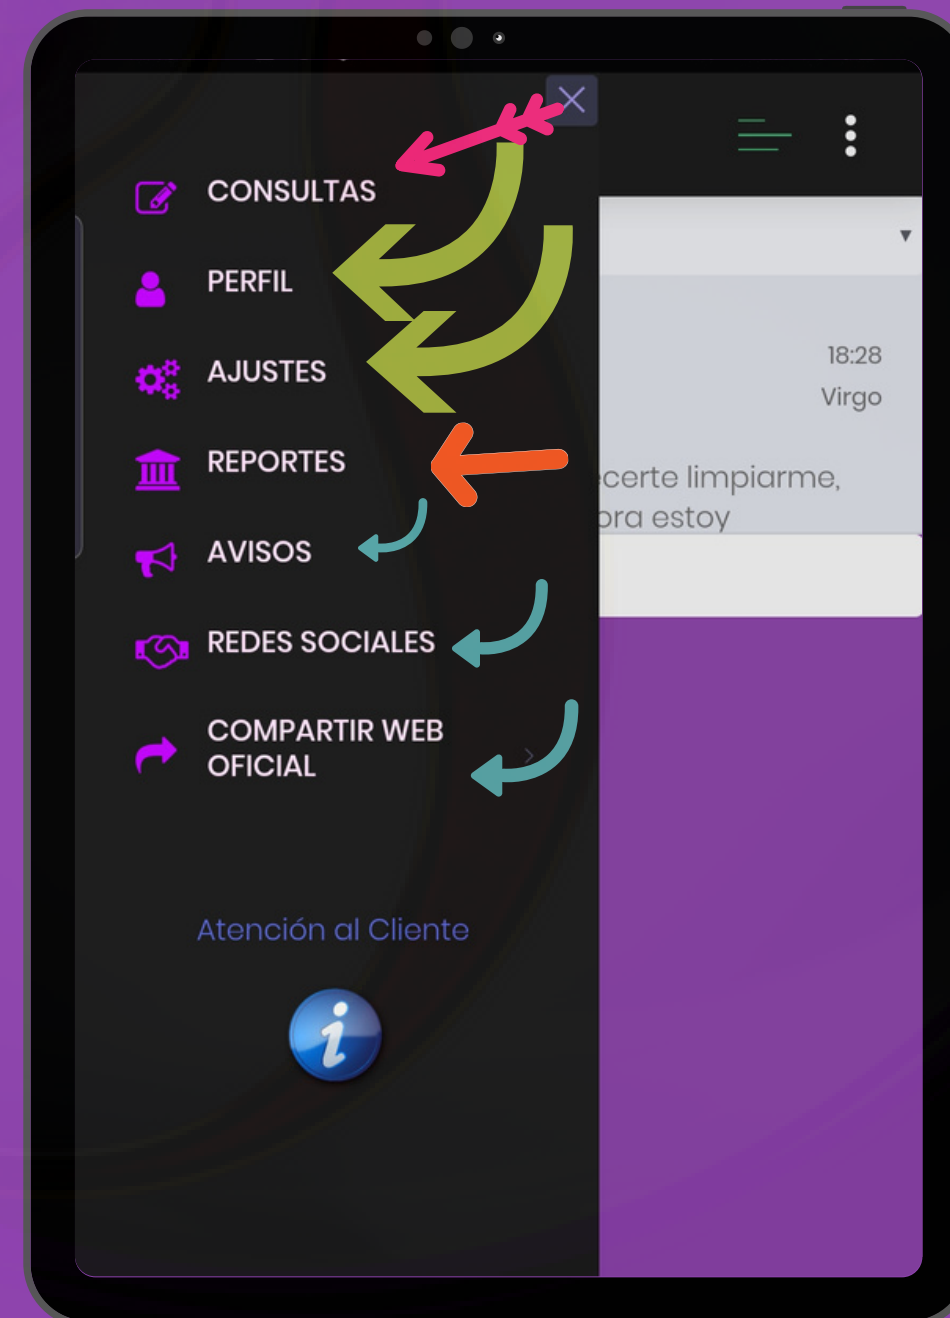 CONSULTAS
PERFIL
AJUSTES
REPORTES
AVISOS
REDES SOCIALES
COMPARTIR WEB
OFICIAL
Atención al Cliente
18:28
Virgo
certe limpiarme,
ora estoy